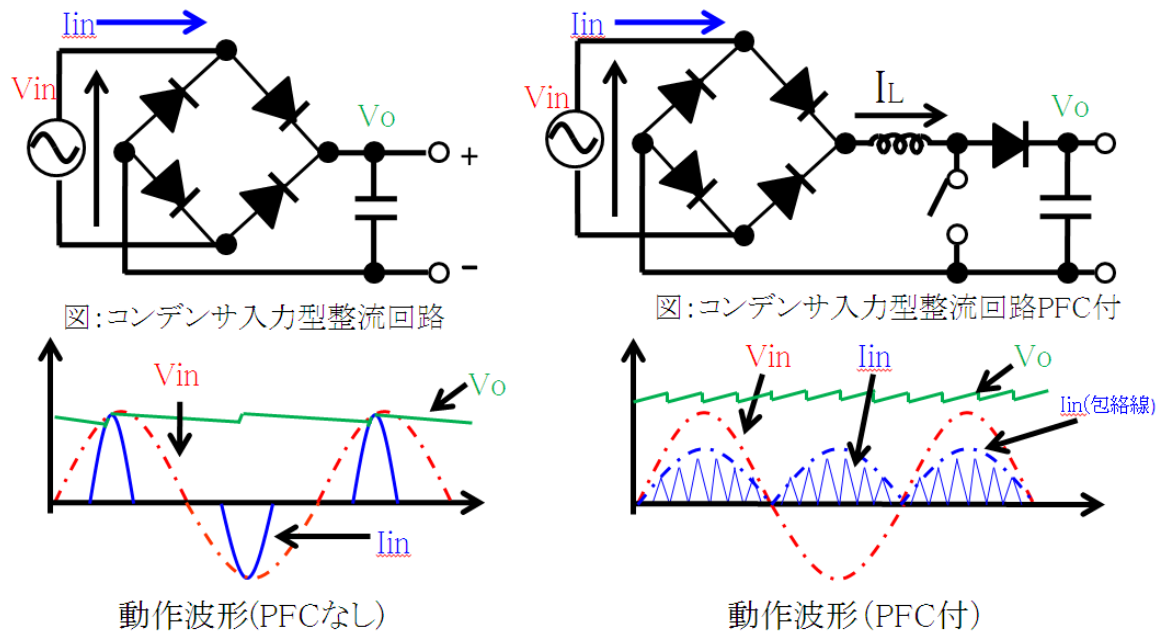 Iin
Vin
Vo
+
-
図:コンデンサ入力型整流回路
Iin
Vin
IL
Vo
図:コンデンサ入力型整流回路PFC付
Vin
Vo
Iin
動作波形(PFCなし)
Vin
Iin
Vo
Iin(包絡線)
動作波形(PFC付)